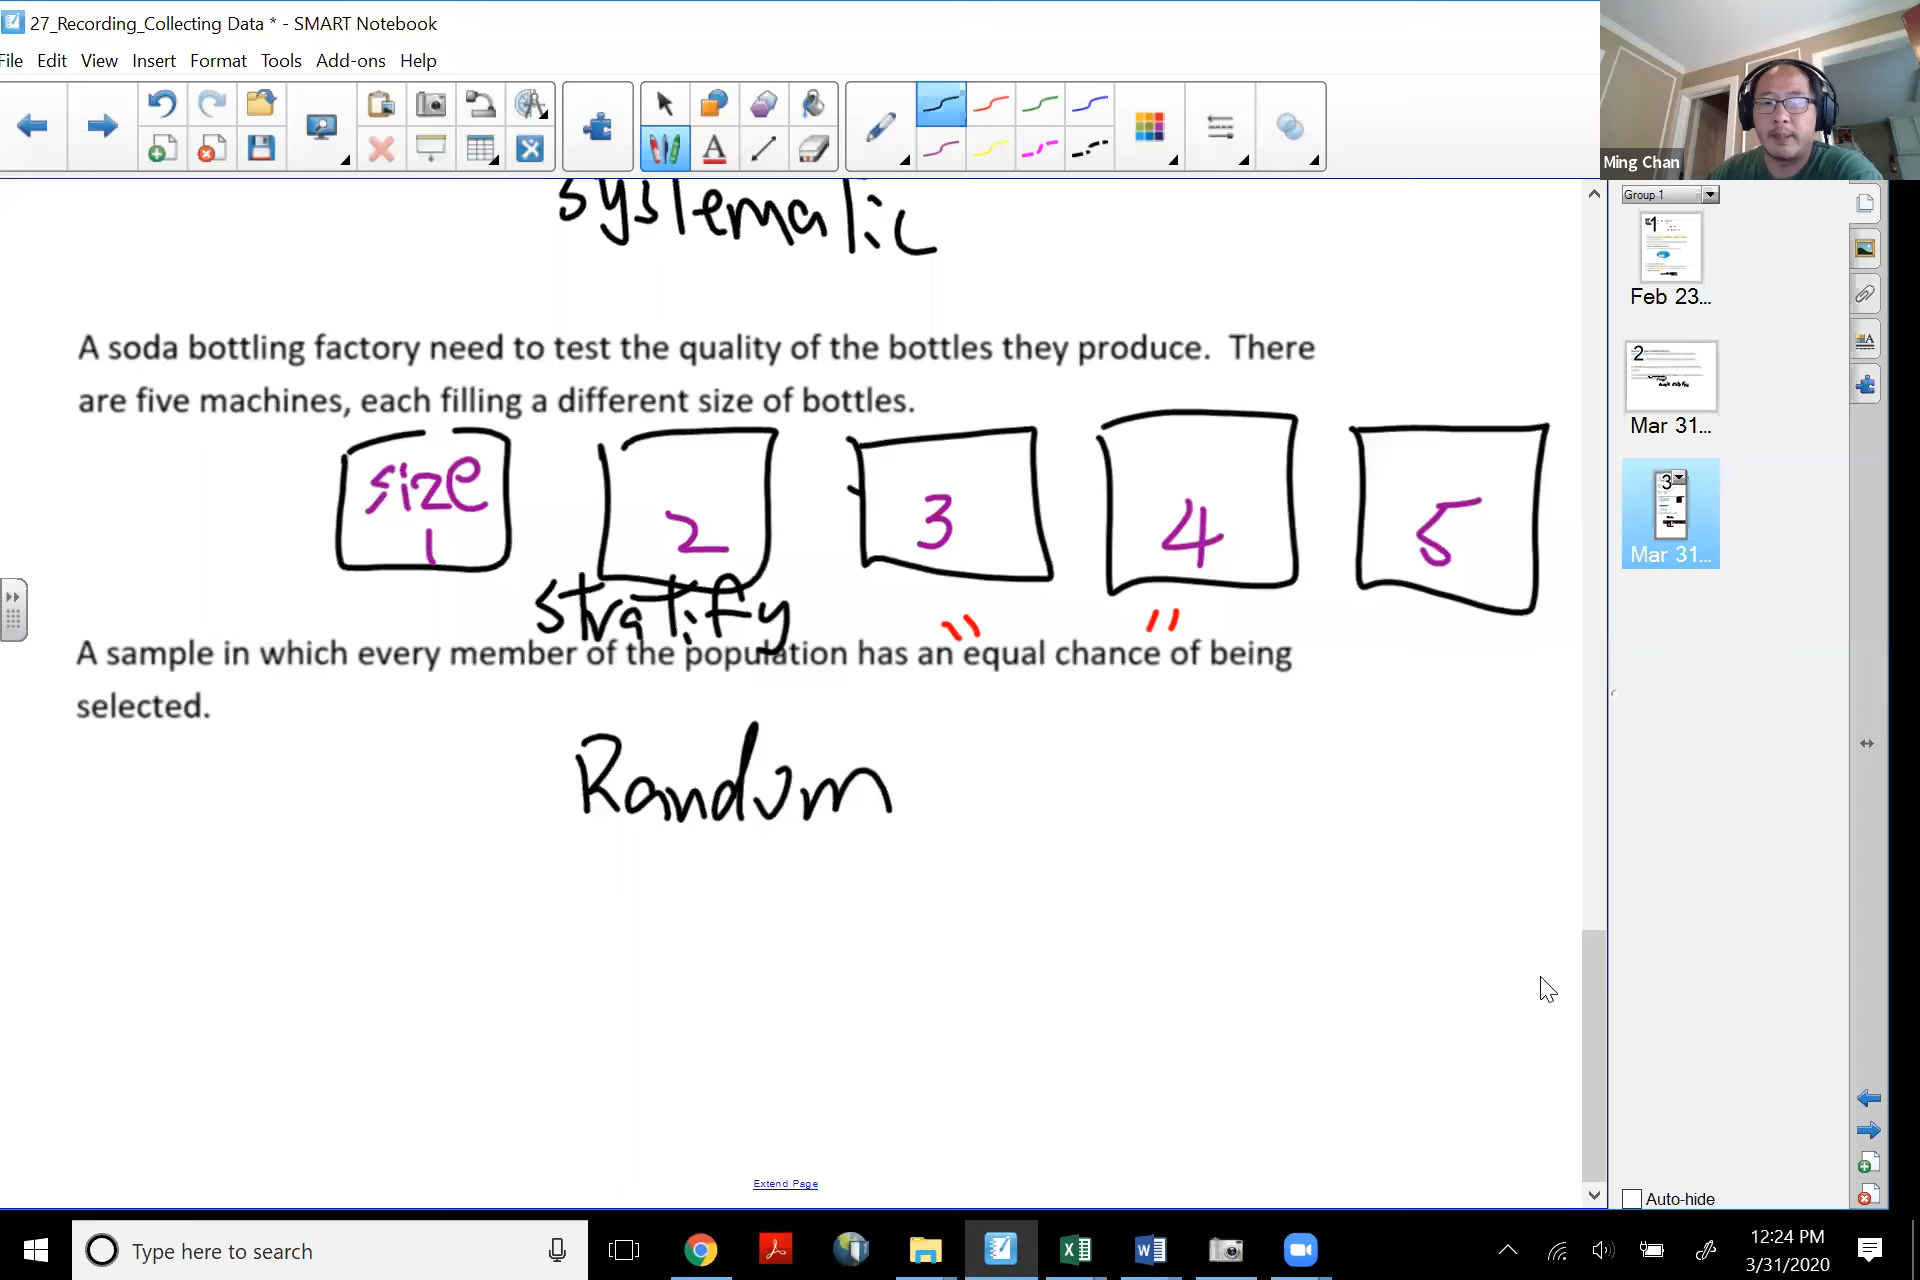 27_Recording_Collecting Data * - SMART Notebook
File Edit View Insert Format Tools Add-ons Help
Ming Chan
Group 1
1
Feb 23...
2
Mar 31...
3
Mar 31...
systematic
A soda bottling factory need to test the quality of the bottles they produce. There
are five machines, each filling a different size of bottles.
size
1 2 3 4 5
stratify
" "
A sample in which every member of the population has an equal chance of being
selected.
Random
Extend Page
Auto-hide
Type here to search
12:24 PM
3/31/2020